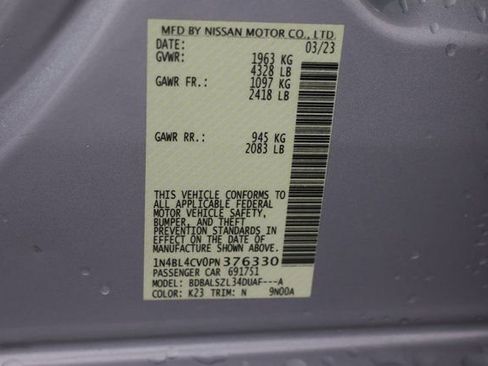 MFD BY NISSAN MOTOR CO., LTD.
DATE: 03/23
GVWR: 1963 KG
4328 LB
GAWR FR.: 1097 KG
2418 LB
GAWR RR.: 945 KG
2083 LB
THIS VEHICLE CONFORMS TO
ALL APPLICABLE FEDERAL
MOTOR VEHICLE SAFETY,
BUMPER, AND THEFT
PREVENTION STANDARDS IN
EFFECT ON THE DATE OF
MANUFACTURE SHOWN ABOVE.
1N4BL4CV0PN376330
PASSENGER CAR 691751
MODEL: BDBALSZL34DUAF---A
COLOR: K23 TRIM: N 9N00A